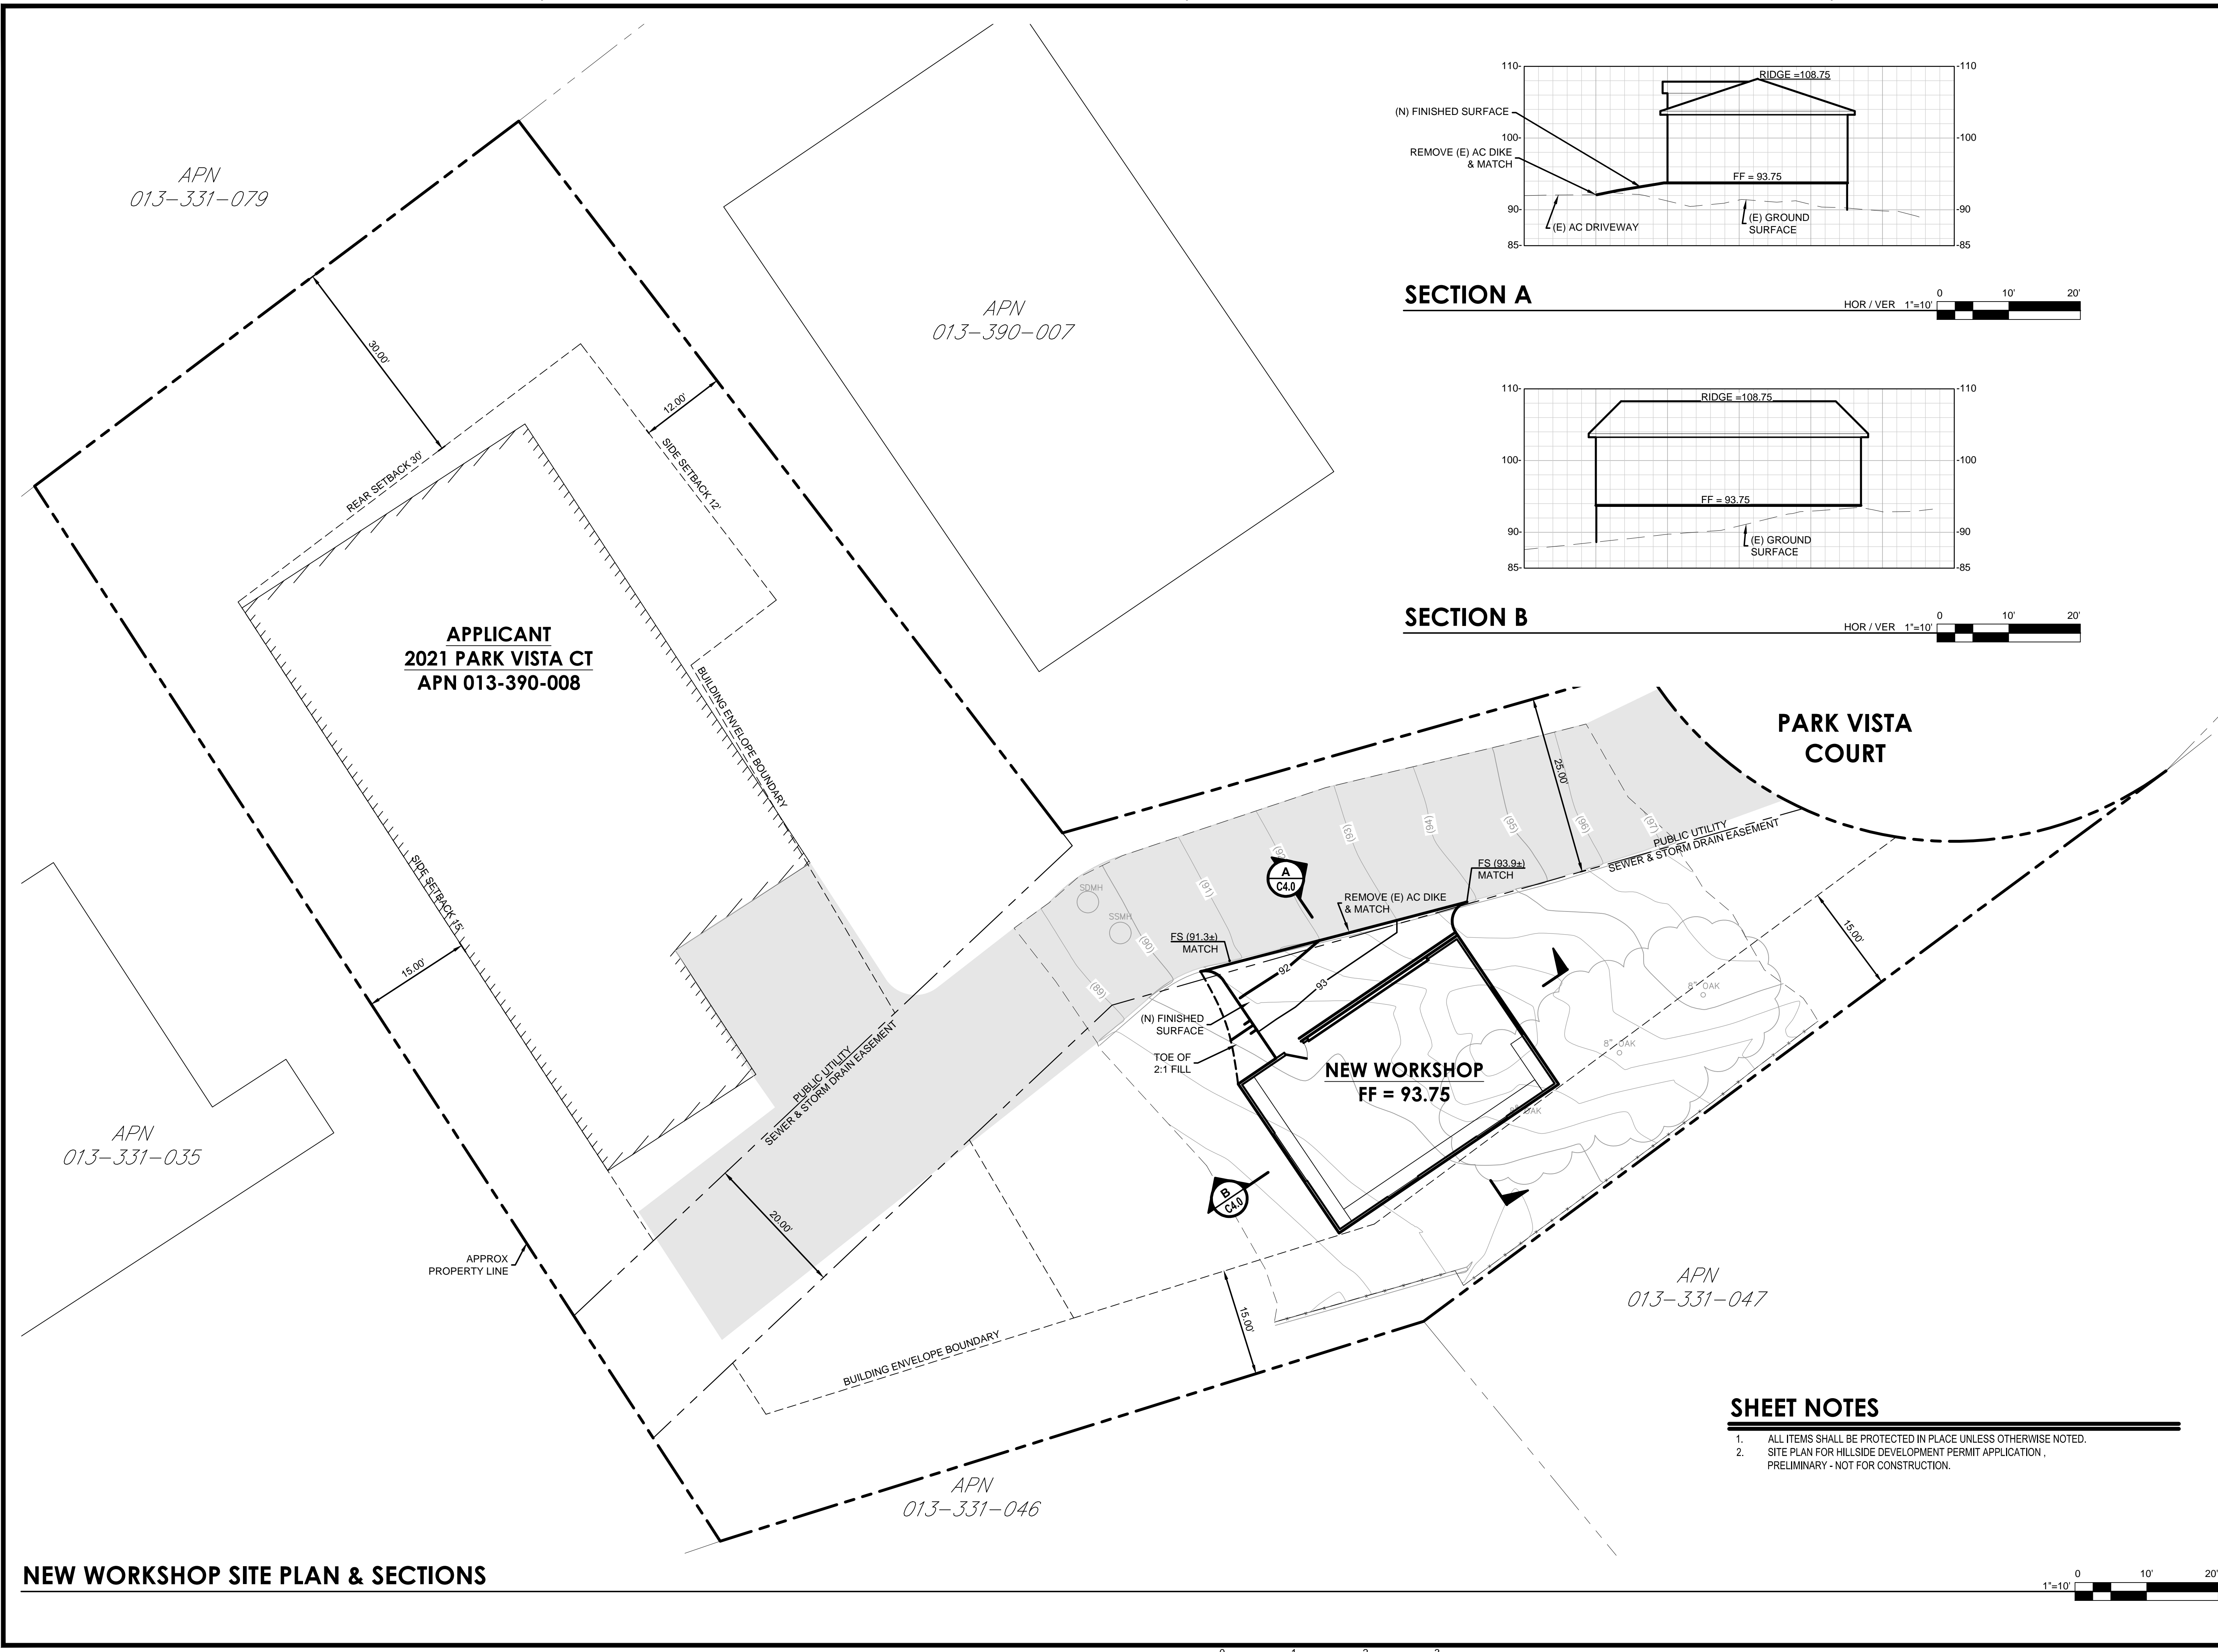 110-
-110
RIDGE =108.75
(N) FINISHED SURFACE
100-
-100
REMOVE (E) AC DIKE
& MATCH
FF = 93.75
90-
-90
(E) GROUND
SURFACE
(E) AC DRIVEWAY
85-
-85
SECTION A
HOR / VER 1"=10'
0 10' 20'
110-
-110
RIDGE =108.75
100-
-100
FF = 93.75
90-
-90
(E) GROUND
SURFACE
85-
-85
SECTION B
HOR / VER 1"=10'
0 10' 20'
APN
013-331-079
APN
013-390-007
30.00'
12.00'
REAR SETBACK 30'
SIDE SETBACK 12'
APPLICANT
2021 PARK VISTA CT
APN 013-390-008
BUILDING ENVELOPE BOUNDARY
SIDE SETBACK 15'
15.00'
PARK VISTA
COURT
25.00'
(93)
(94)
(95)
(96)
(97)
PUBLIC UTILITY
SEWER & STORM DRAIN EASEMENT
A
C4.0
FS (93.9±)
MATCH
REMOVE (E) AC DIKE
& MATCH
(91)
SDMH
SSMH
(90)
(89)
FS (91.3±)
MATCH
92
93
15.00'
8" OAK
8" OAK
OAK
(N) FINISHED
SURFACE
TOE OF
2:1 FILL
NEW WORKSHOP
FF = 93.75
PUBLIC UTILITY
SEWER & STORM DRAIN EASEMENT
B
C4.0
20.00'
APN
013-331-035
APPROX
PROPERTY LINE
15.00'
BUILDING ENVELOPE BOUNDARY
APN
013-331-047
APN
013-331-046
SHEET NOTES
1. ALL ITEMS SHALL BE PROTECTED IN PLACE UNLESS OTHERWISE NOTED.
2. SITE PLAN FOR HILLSIDE DEVELOPMENT PERMIT APPLICATION ,
PRELIMINARY - NOT FOR CONSTRUCTION.
NEW WORKSHOP SITE PLAN & SECTIONS
1"=10'
0 10' 20'